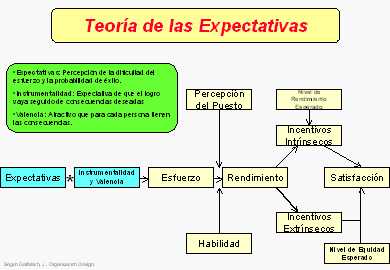 Teoría de las Expectativas
• Expectativas: Percepción de la dificultad del
esfuerzo y la probabilidad de éxito.
• Instrumentalidad: Expectativa de que el logro
vaya seguido de consecuencias deseadas
• Valencia: Atractivo que para cada persona tienen
las consecuencias.
Percepción
del Puesto
Nivel de
Rendimiento
Esperado
Incentivos
Intrínsecos
Expectativas
*
Instrumentalidad
y Valencia
Esfuerzo
Rendimiento
Satisfacción
Incentivos
Extrínsecos
Habilidad
Nivel de Equidad
Esperado
Según Galbraith, J., Organization Design.